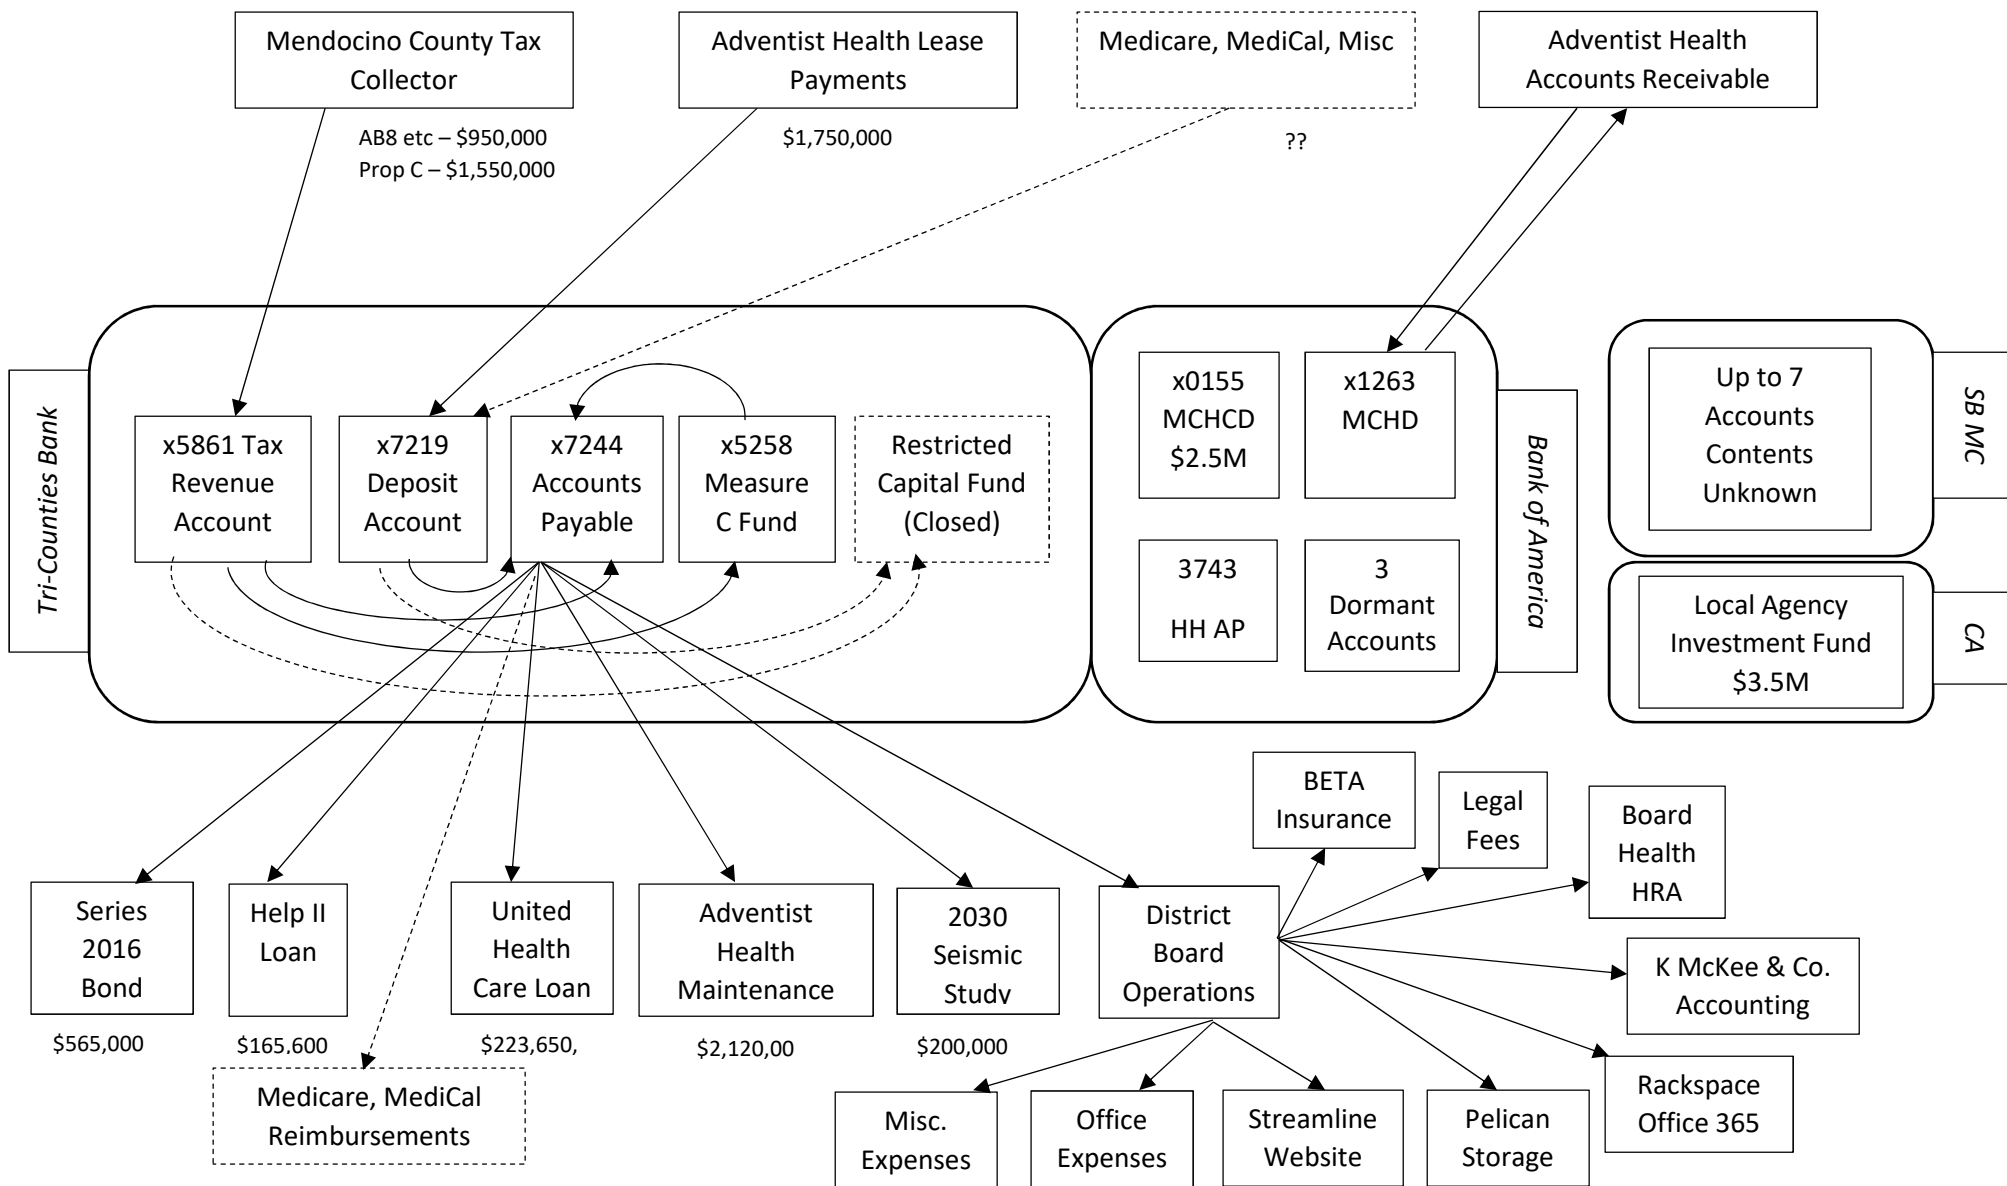 Mendocino County Tax
Collector
Adventist Health Lease
Payments
Medicare, MediCal, Misc
Adventist Health
Accounts Receivable
AB8 etc – $950,000
Prop C – $1,550,000
$1,750,000
??
Tri-Counties Bank
x5861 Tax
Revenue
Account
x7219
Deposit
Account
x7244
Accounts
Payable
x5258
Measure
C Fund
Restricted
Capital Fund
(Closed)
x0155
MCHCD
$2.5M
x1263
MCHD
3743
HH AP
3
Dormant
Accounts
Bank of America
Up to 7
Accounts
Contents
Unknown
SB MC
Local Agency
Investment Fund
$3.5M
CA
Series
2016
Bond
$565,000
Help II
Loan
$165,600
United
Health
Care Loan
$223,650,
Adventist
Health
Maintenance
$2,120,00
2030
Seismic
Study
$200,000
District
Board
Operations
Medicare, MediCal
Reimbursements
BETA
Insurance
Legal
Fees
Board
Health
HRA
K McKee & Co.
Accounting
Rackspace
Office 365
Pelican
Storage
Streamline
Website
Office
Expenses
Misc.
Expenses